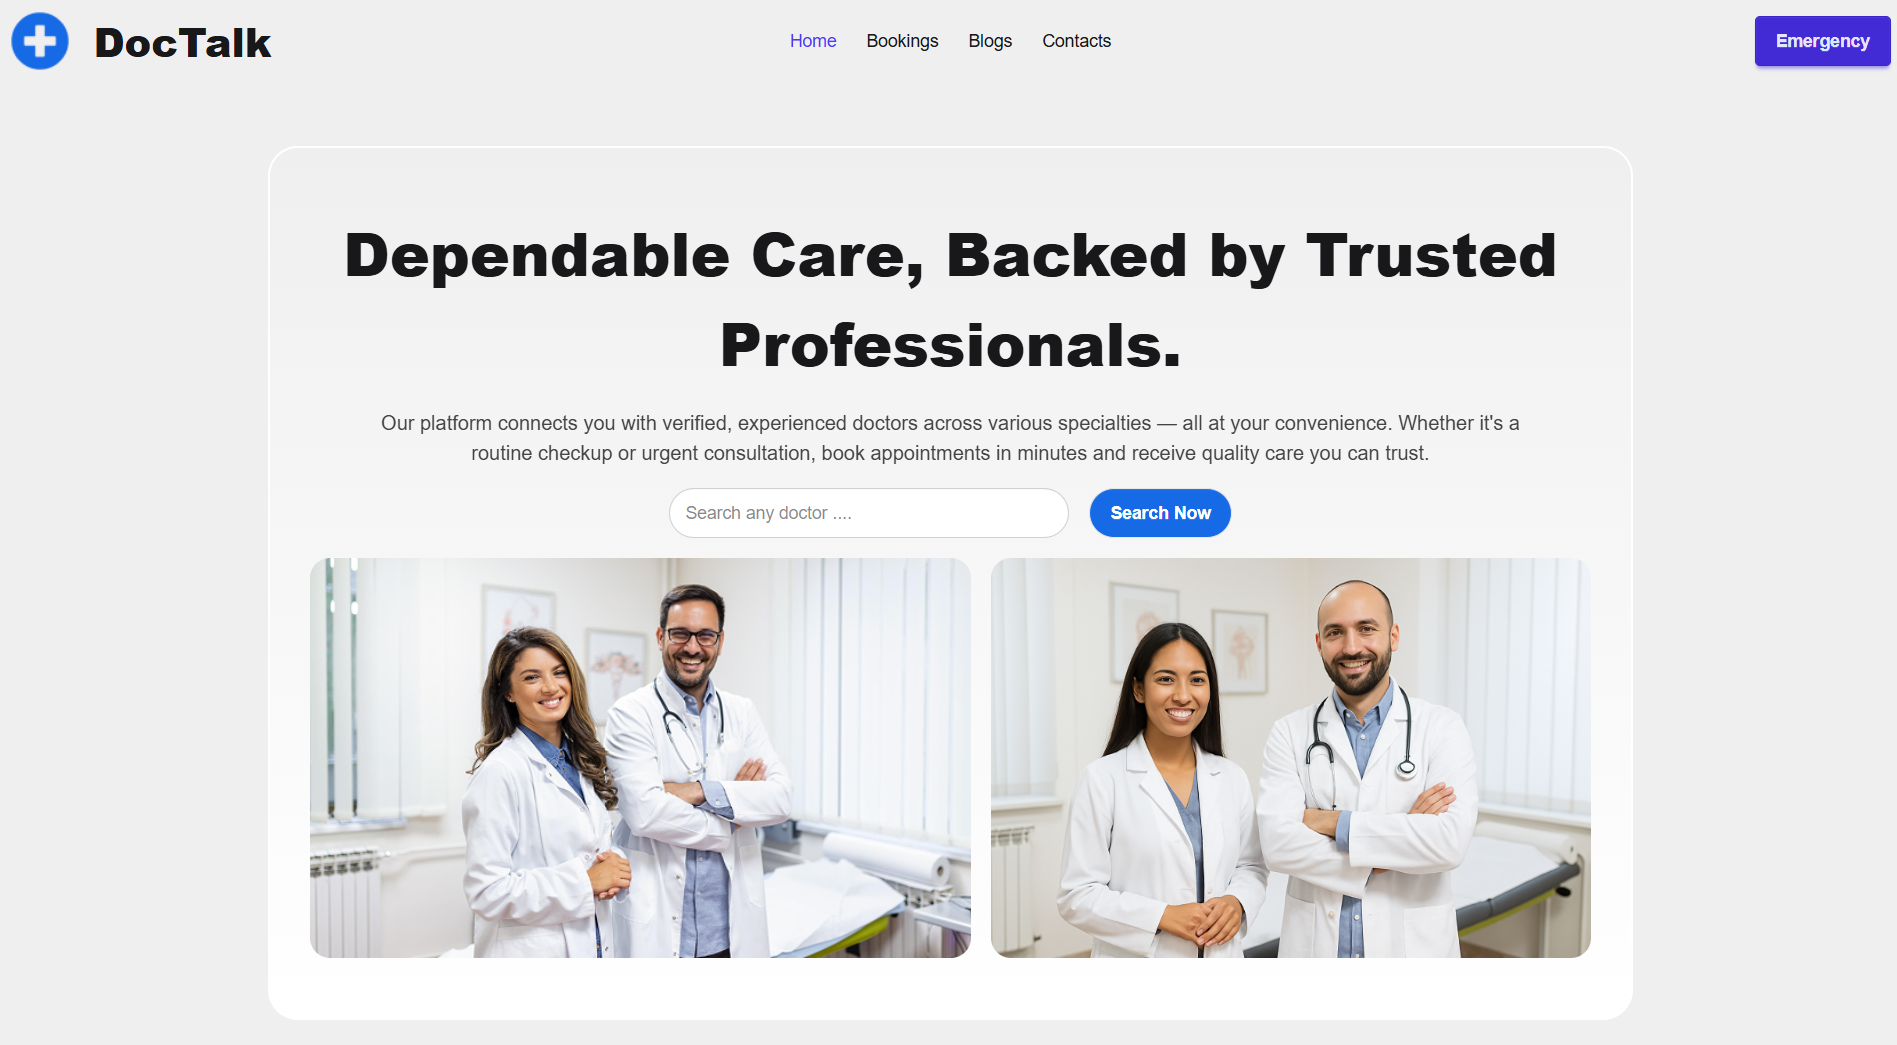 DocTalk
Home
Bookings
Blogs
Contacts
Emergency
Dependable Care, Backed by Trusted
Professionals.
Our platform connects you with verified, experienced doctors across various specialties — all at your convenience. Whether it's a
routine checkup or urgent consultation, book appointments in minutes and receive quality care you can trust.
Search any doctor ....
Search Now